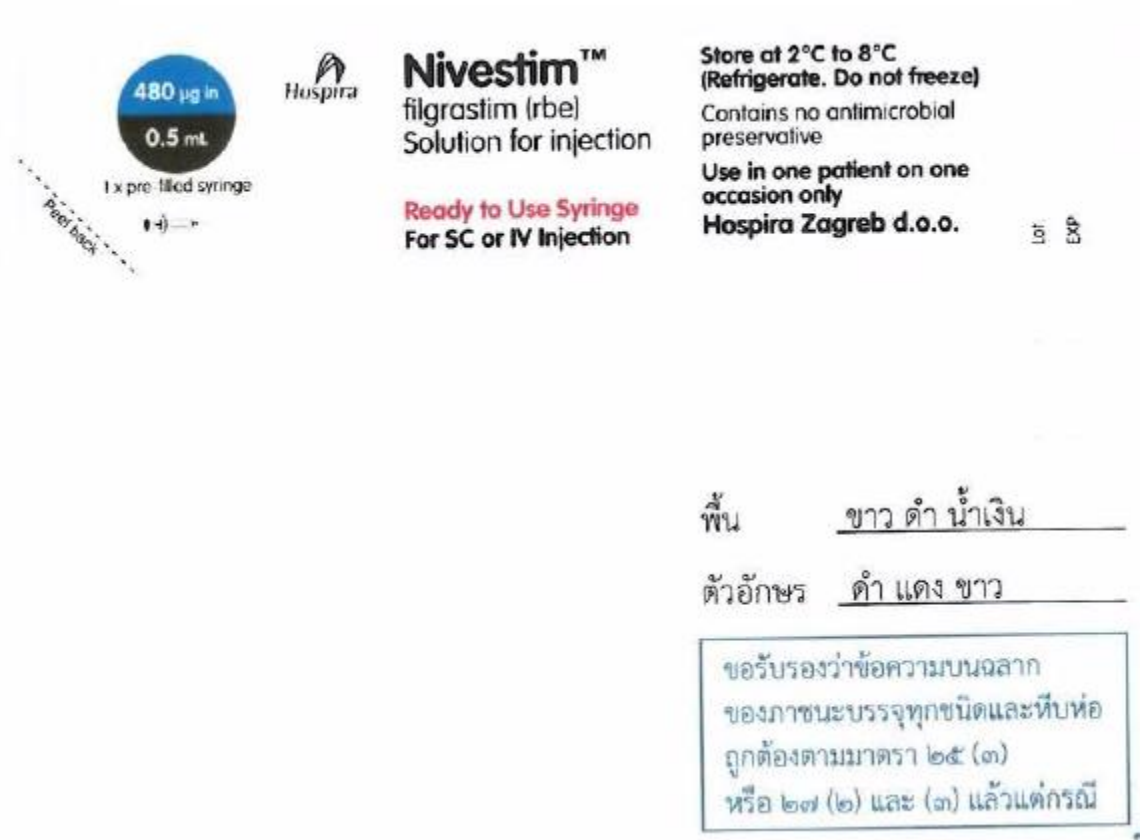 480 µg in
0.5 mL
1 x pre-filled syringe
Peel back
Hospira
Nivestim™
filgrastim (rbe)
Solution for injection
Ready to Use Syringe
For SC or IV Injection
Store at 2°C to 8°C
(Refrigerate. Do not freeze)
Contains no antimicrobial
preservative
Use in one patient on one
occasion only
Hospira Zagreb d.o.o.
Lot
EXP
พื้น ขาว ดำ น้ำเงิน
ตัวอักษร ดำ แดง ขาว
ขอรับรองว่าข้อความบนฉลาก
ของภาชนะบรรจุทุกชนิดและหีบห่อ
ถูกต้องตามมาตรา ๒๕ (๓)
หรือ ๒๗ (๒) และ (๓) แล้วแต่กรณี